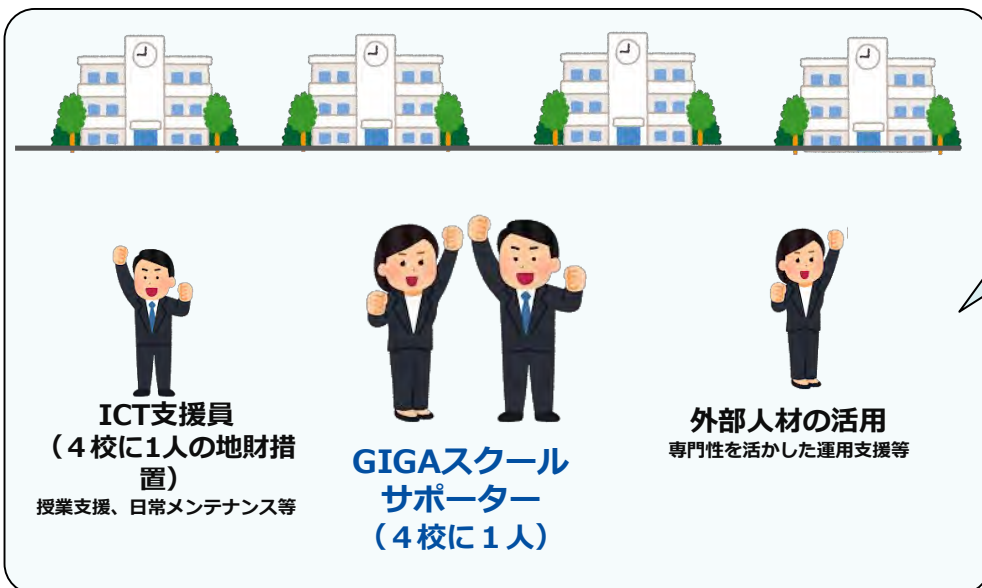 ICT支援員
（４校に1人の地財措
置）
授業支援、日常メンテナンス等
GIGAスクール
サポーター
（４校に１人）
外部人材の活用
専門性を活かした運用支援等